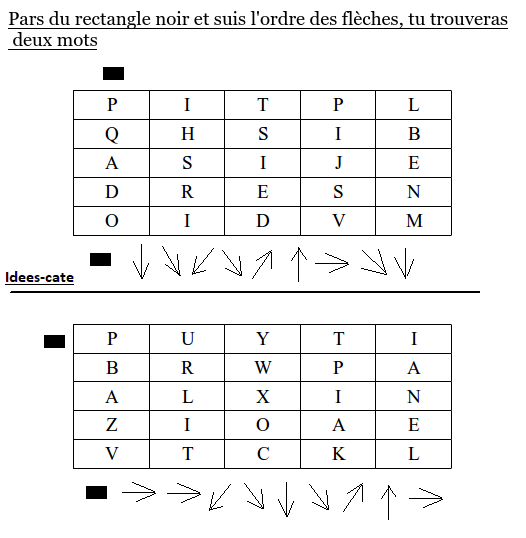 Pars du rectangle noir et suis l'ordre des flèches, tu trouveras
deux mots
P I T P L
Q H S I B
A S I J E
D R E S N
O I D V M
Idees-cate
P U Y T I
B R W P A
A L X I N
Z I O A E
V T C K L